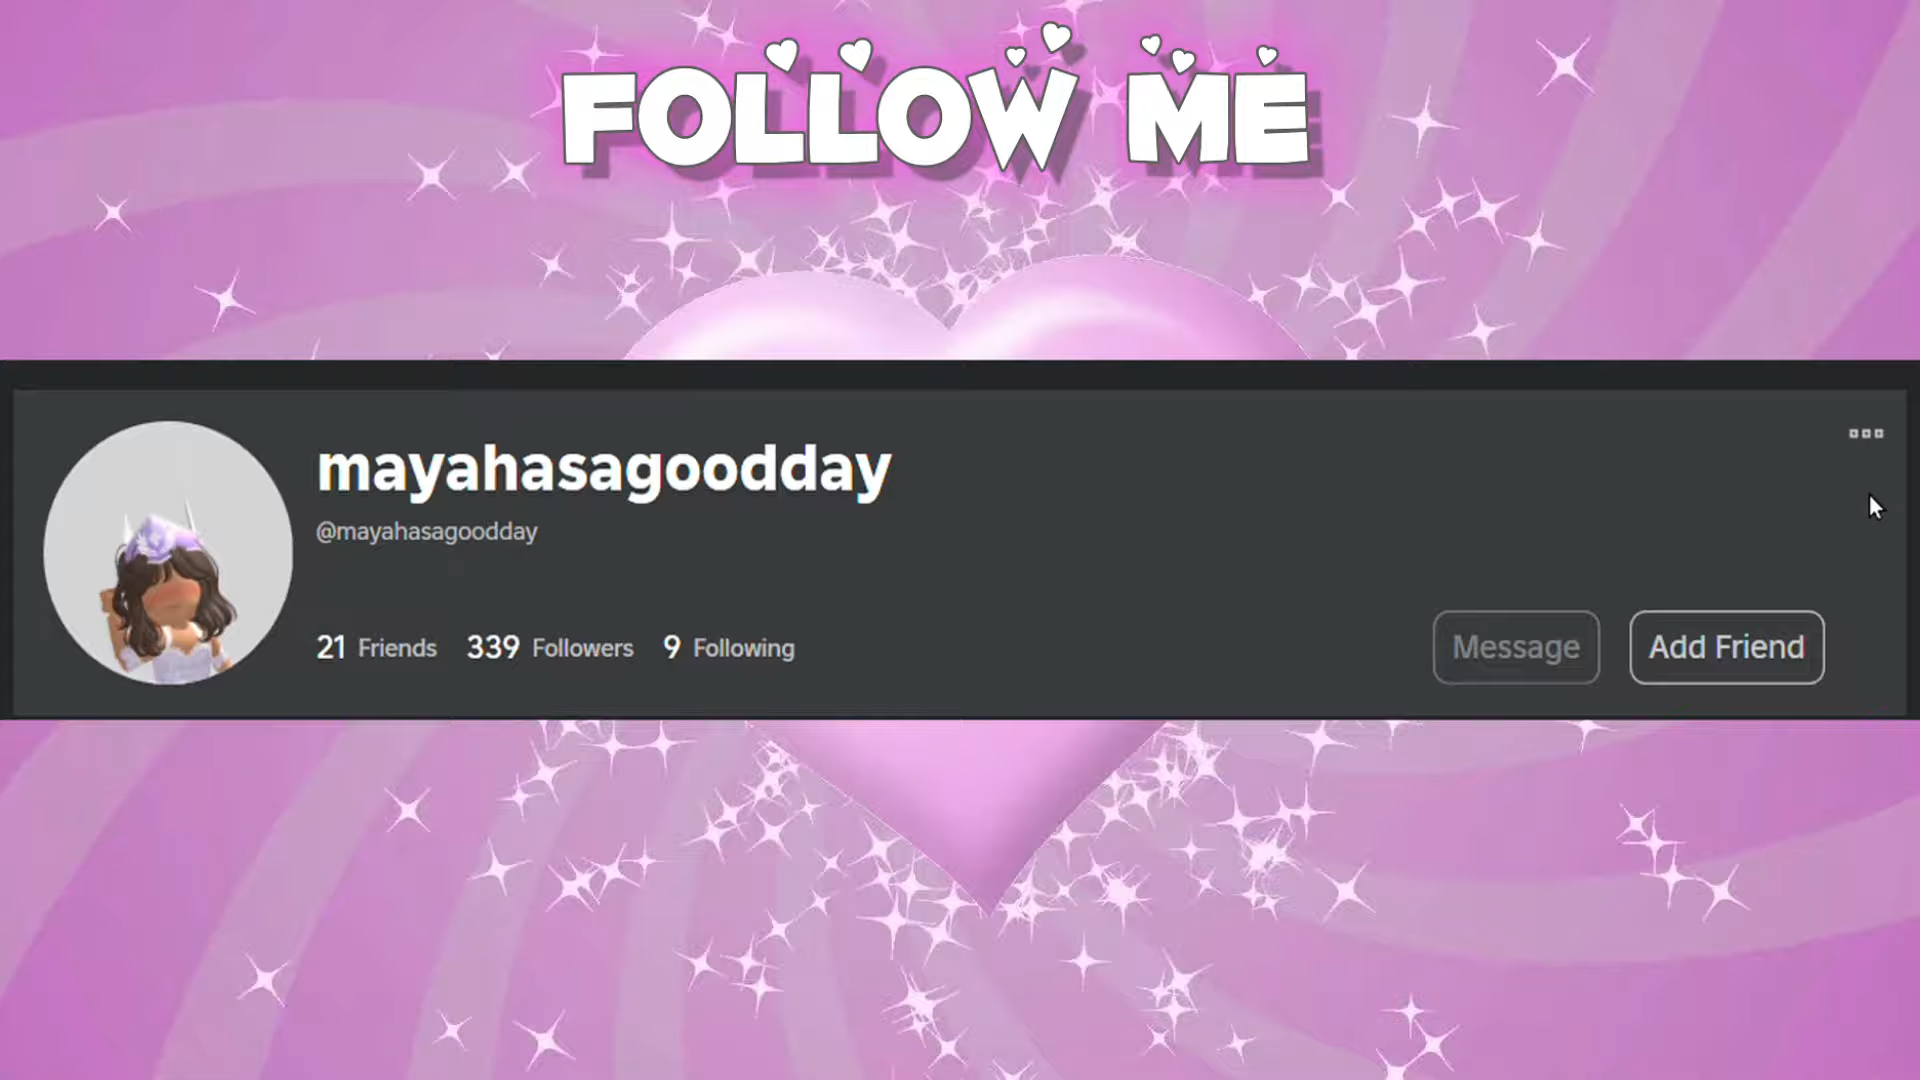 FOLLOW ME
mayahasagoodday
@mayahasagoodday
21 Friends 339 Followers 9 Following
Message Add Friend